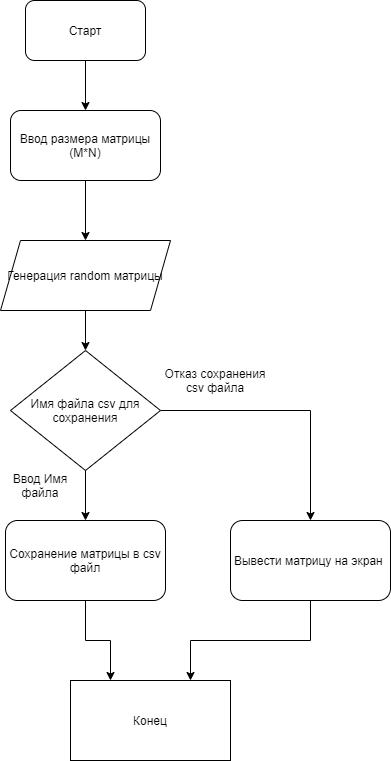 Старт
Ввод размера матрицы
(M*N)
Генерация random матрицы
Отказ сохранения
csv файла
Имя файла csv для
сохранения
Ввод Имя
файла
Сохранение матрицы в csv
файл
Вывести матрицу на экран
Конец